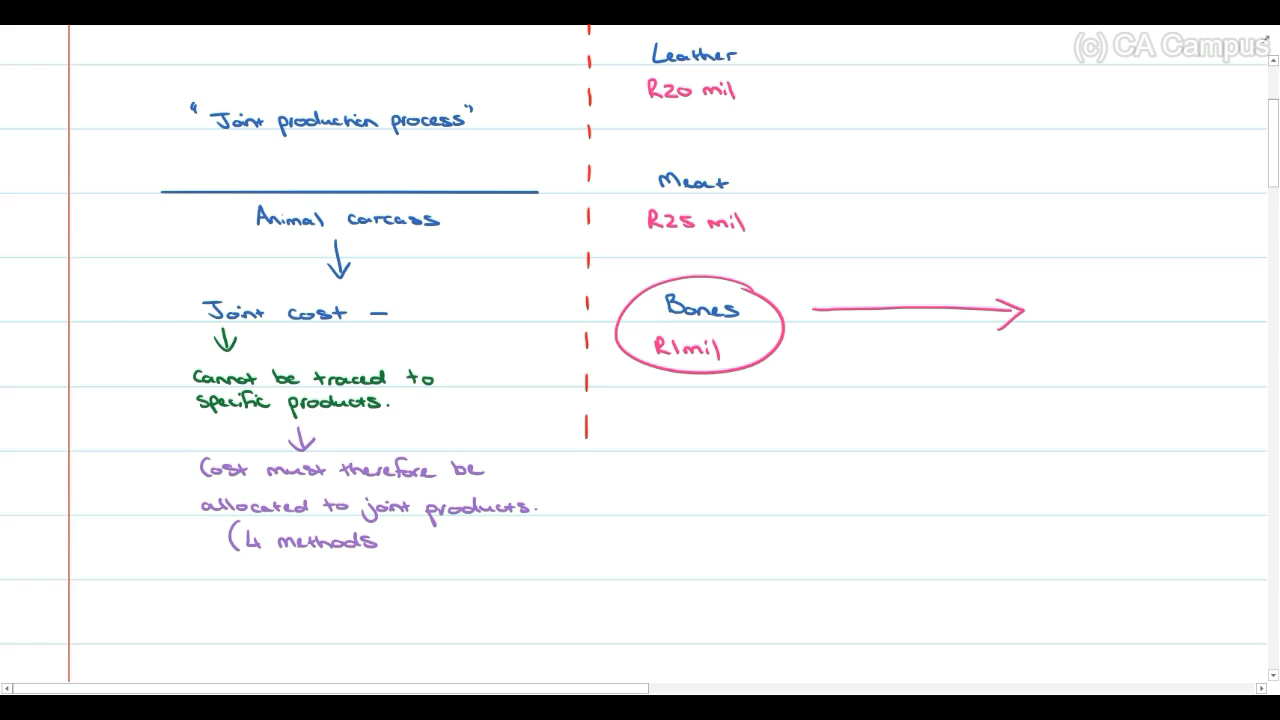 (c) CA Campus
Leather
R20 mil
"Joint production process"
Meat
R25 mil
Animal carcass
Joint cost –
Bones
R1mil
Cannot be traced to
specific products.
Cost must therefore be
allocated to joint products.
(4 methods